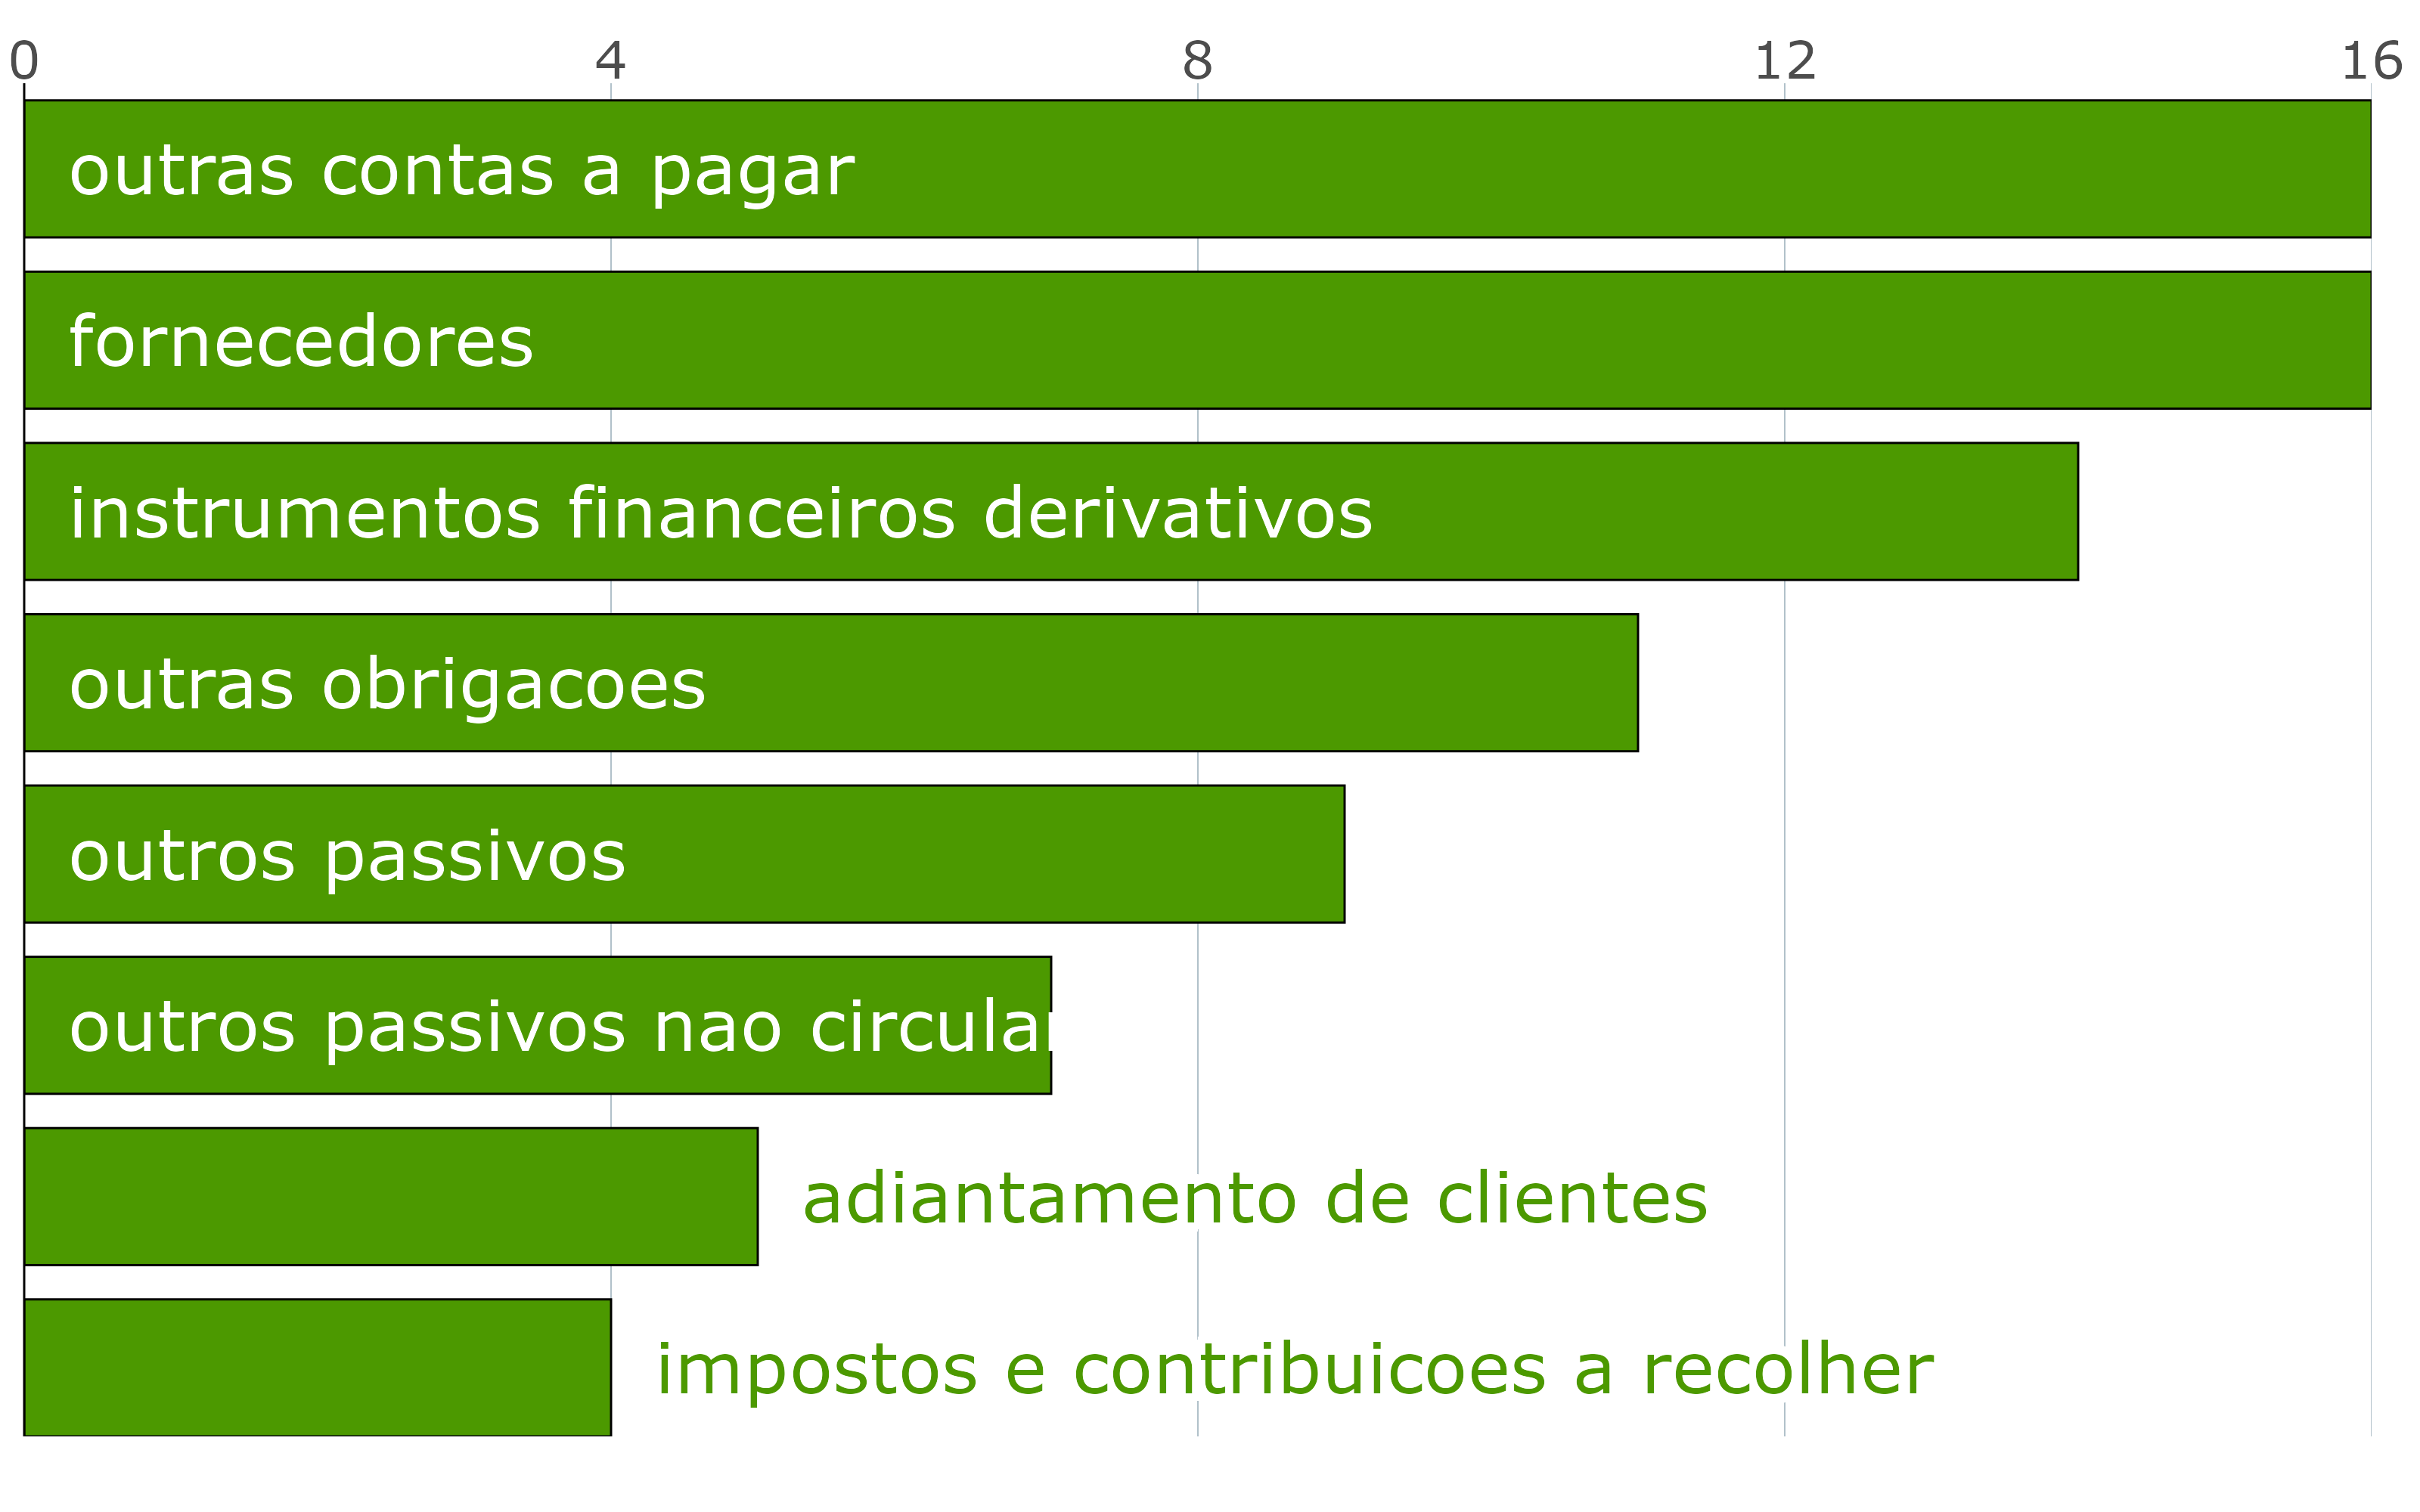 0 4 8 12 16
outras contas a pagar
fornecedores
instrumentos financeiros derivativos
outras obrigacoes
outros passivos
outros passivos nao
adiantamento de clientes
impostos e contribuicoes a recolher